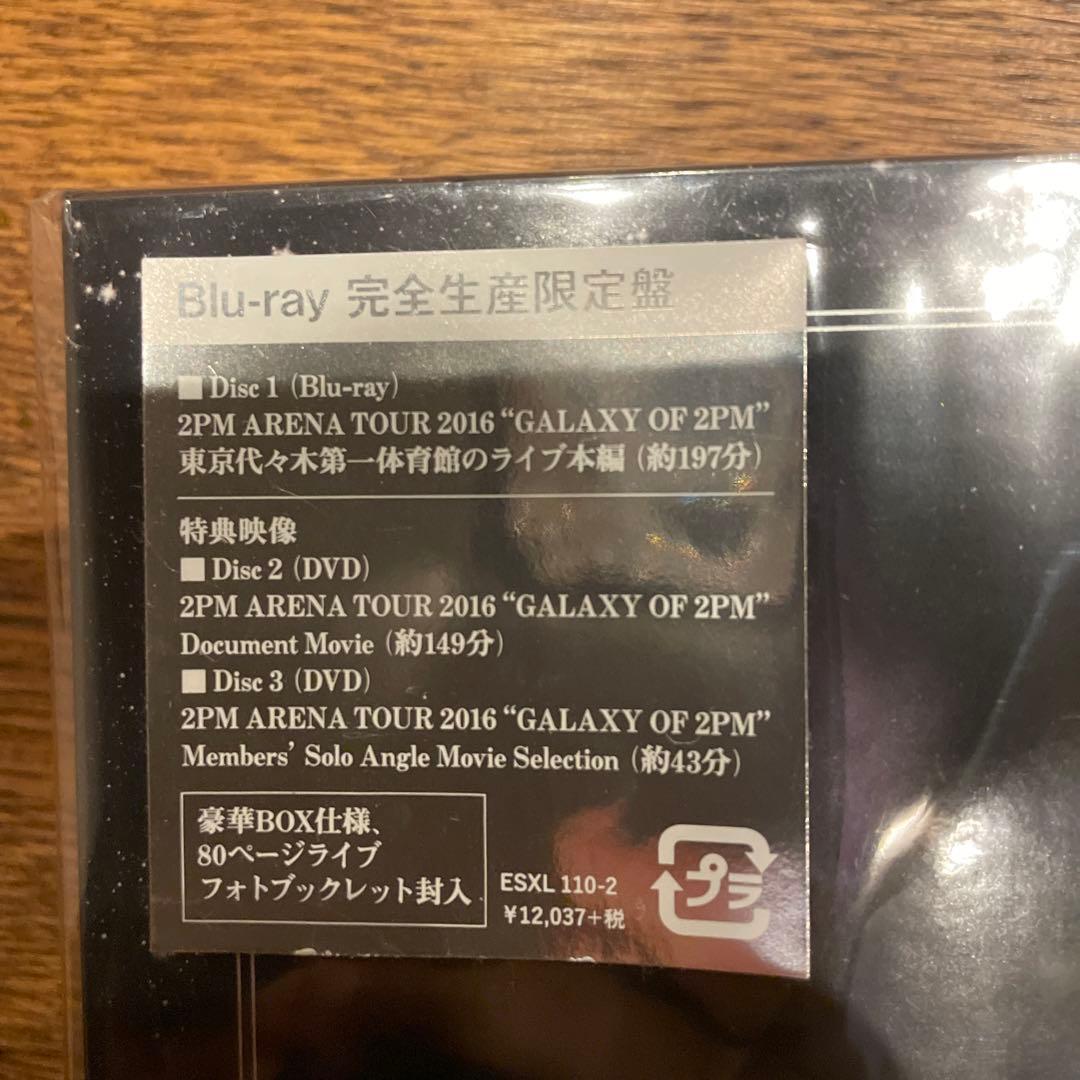 Blu-ray 完全生産限定盤
■ Disc 1 (Blu-ray)
2PM ARENA TOUR 2016 “GALAXY OF 2PM”
東京代々木第一体育館のライブ本編 (約197分)
特典映像
■ Disc 2 (DVD)
2PM ARENA TOUR 2016 “GALAXY OF 2PM”
Document Movie (約149分)
■ Disc 3 (DVD)
2PM ARENA TOUR 2016 “GALAXY OF 2PM”
Members’ Solo Angle Movie Selection (約43分)
豪華BOX仕様、
80ページライブ
フォトブックレット封入
ESXL 110-2
¥12,037+税
プラ